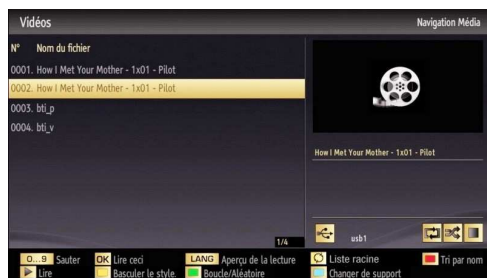 Vidéos
Navigation Média
N° Nom du fichier
0001. How I Met Your Mother - 1x01 - Pilot
0002. How I Met Your Mother - 1x01 - Pilot
0003. bti_p
0004. bti_v
How I Met Your Mother - 1x01 - Pilot
1/4
usb1
0...9 Sauter OK Lire ceci LANG Aperçu de la lecture Liste racine Tri par nom
Lire Basculer le style. Boucle/Aléatoire Changer de support